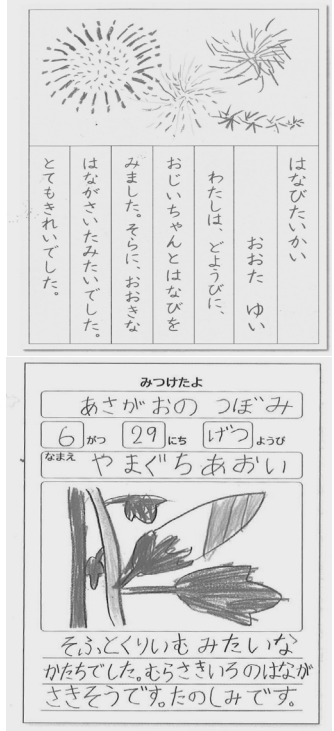 はなびたいかい
おおた　ゆい
わたしは、どようびに、
おじいちゃんとはなびを
みました。そらに、おおきな
はながさいたみたいでした。
とてもきれいでした。
みつけたよ
あさがおの つぼみ
6がつ 29にち げつようび
なまえ やまぐちあおい
そふとくりいむ みたいな
かたちでした。むらさきいろのはなが
さきそうです。たのしみです。